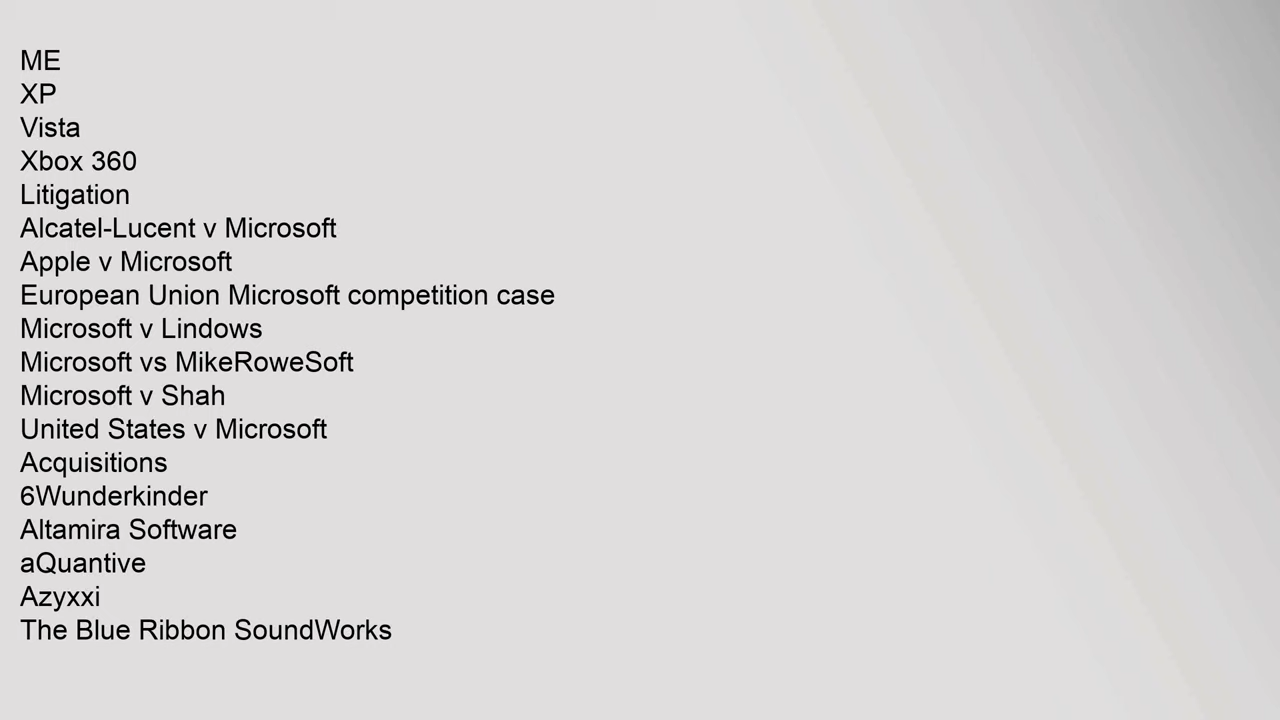 ME
XP
Vista
Xbox 360
Litigation
Alcatel-Lucent v Microsoft
Apple v Microsoft
European Union Microsoft competition case
Microsoft v Lindows
Microsoft vs MikeRoweSoft
Microsoft v Shah
United States v Microsoft
Acquisitions
6Wunderkinder
Altamira Software
aQuantive
Azyxxi
The Blue Ribbon SoundWorks